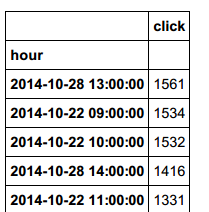 click
hour
2014-10-28 13:00:00 1561
2014-10-22 09:00:00 1534
2014-10-22 10:00:00 1532
2014-10-28 14:00:00 1416
2014-10-22 11:00:00 1331